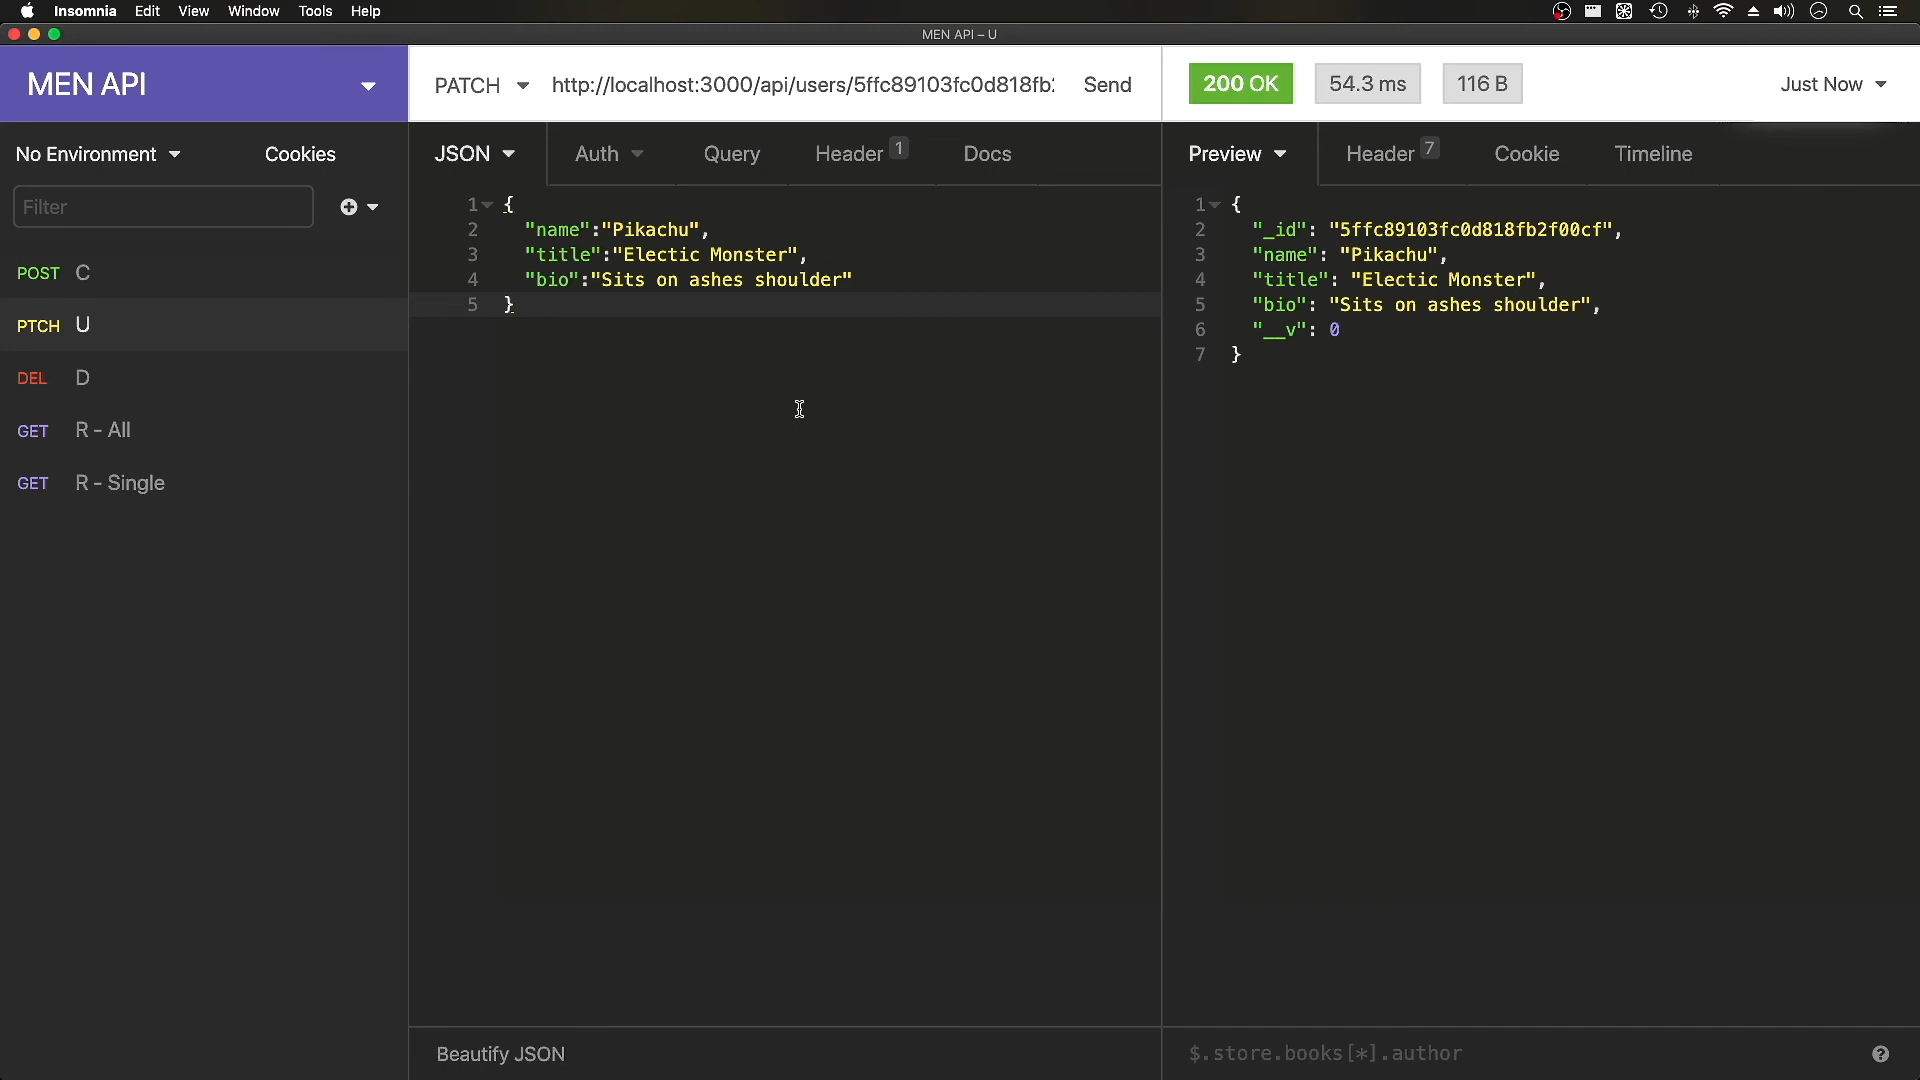 Insomnia Edit View Window Tools Help
MEN API – U
MEN API
PATCH http://localhost:3000/api/users/5ffc89103fc0d818fb2 Send
200 OK 54.3 ms 116 B Just Now
No Environment Cookies
JSON Auth Query Header 1 Docs
Preview Header 7 Cookie Timeline
Filter
POST C
PTCH U
DEL D
GET R - All
GET R - Single
1 {
2 "name":"Pikachu",
3 "title":"Electic Monster",
4 "bio":"Sits on ashes shoulder"
5 }
1 {
2 "_id": "5ffc89103fc0d818fb2f00cf",
3 "name": "Pikachu",
4 "title": "Electic Monster",
5 "bio": "Sits on ashes shoulder",
6 "__v": 0
7 }
Beautify JSON
$.store.books[*].author